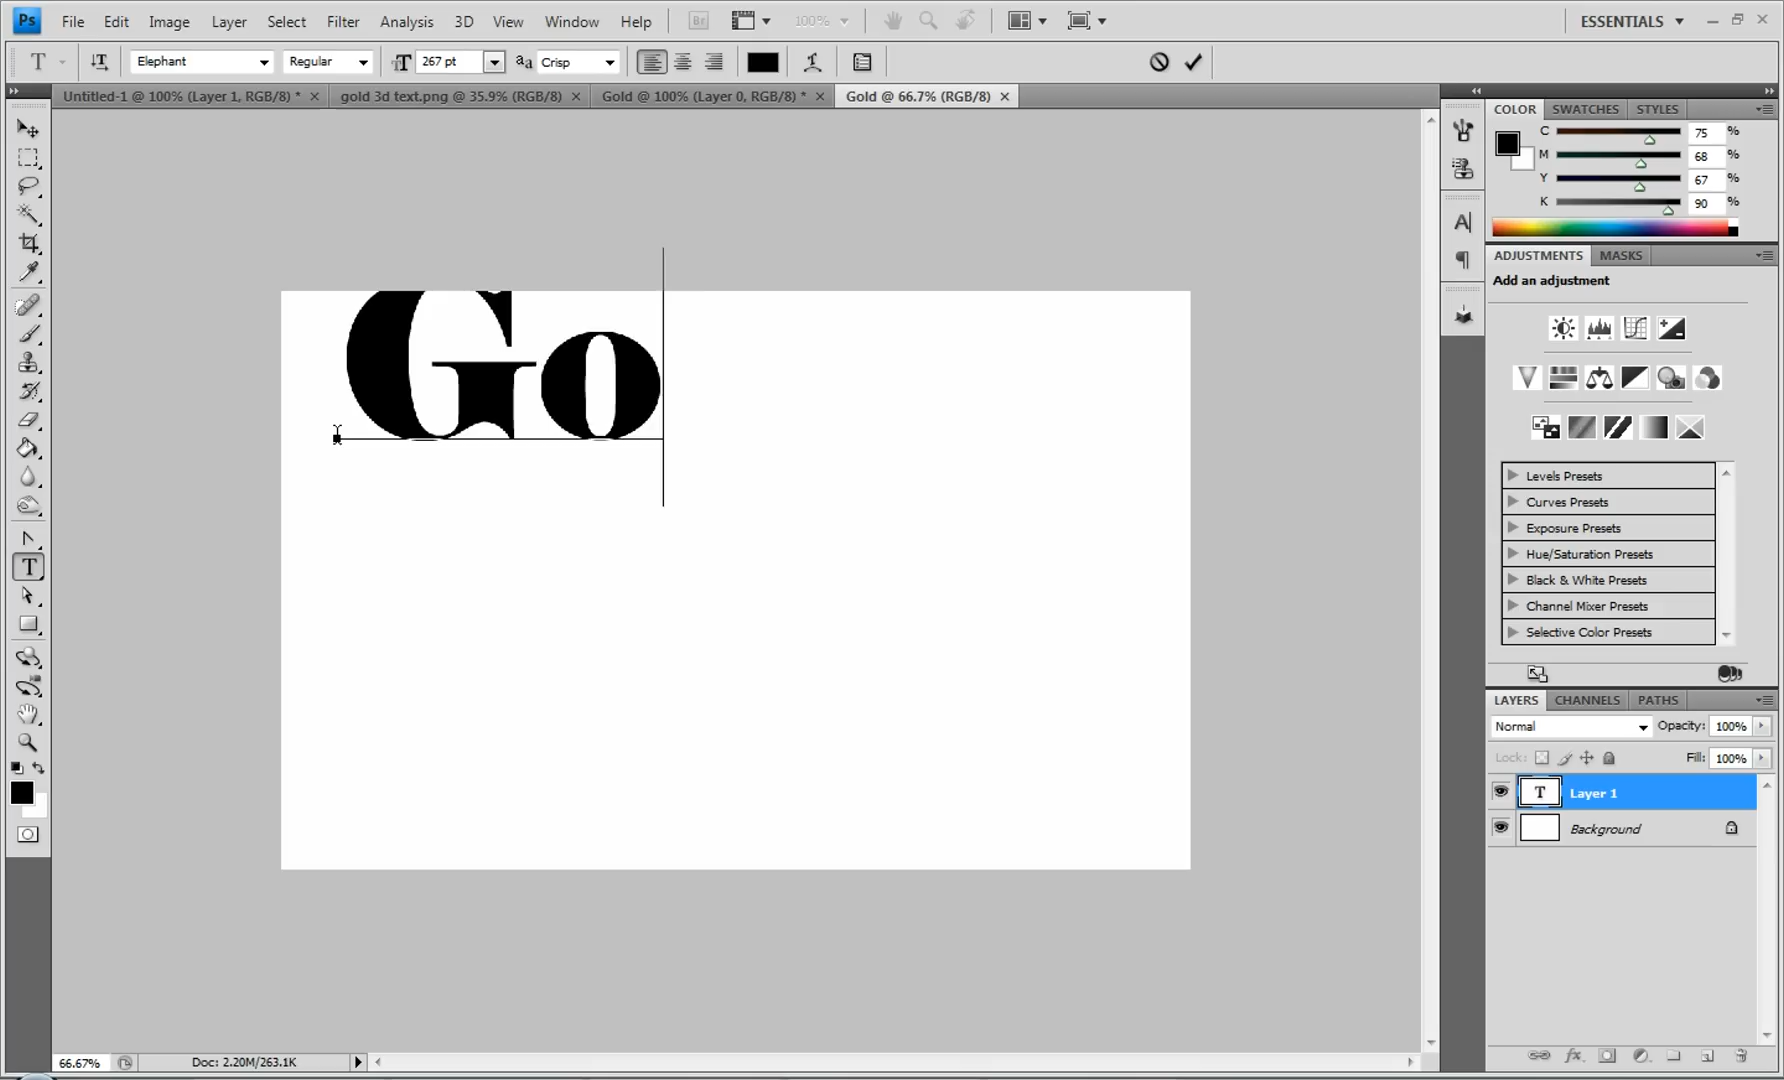 Ps File Edit Image Layer Select Filter Analysis 3D View Window Help Br 100% ESSENTIALS
T T Elephant Regular T 267 pt aa Crisp
Untitled-1 @ 100% (Layer 1, RGB/8) * gold 3d text.png @ 35.9% (RGB/8) Gold @ 100% (Layer 0, RGB/8) * Gold @ 66.7% (RGB/8)
COLOR SWATCHES STYLES
C 75 %
M 68 %
Y 67 %
K 90 %
A
ADJUSTMENTS MASKS
Add an adjustment
Go
Levels Presets
Curves Presets
Exposure Presets
Hue/Saturation Presets
Black & White Presets
Channel Mixer Presets
Selective Color Presets
T
LAYERS CHANNELS PATHS
Normal Opacity: 100%
Lock: Fill: 100%
T Layer 1
Background
fx.
66.67% Doc: 2.20M/263.1K